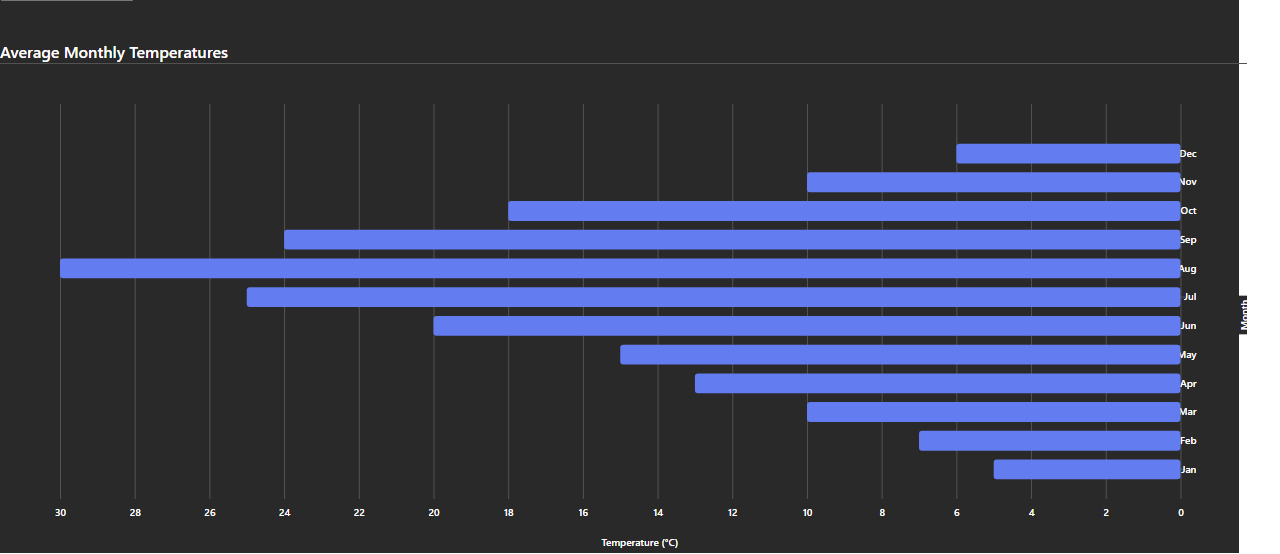 Average Monthly Temperatures
Dec
Nov
Oct
Sep
Aug
Jul
Jun
May
Apr
Mar
Feb
Jan
Month
30 28 26 24 22 20 18 16 14 12 10 8 6 4 2 0
Temperature (°C)